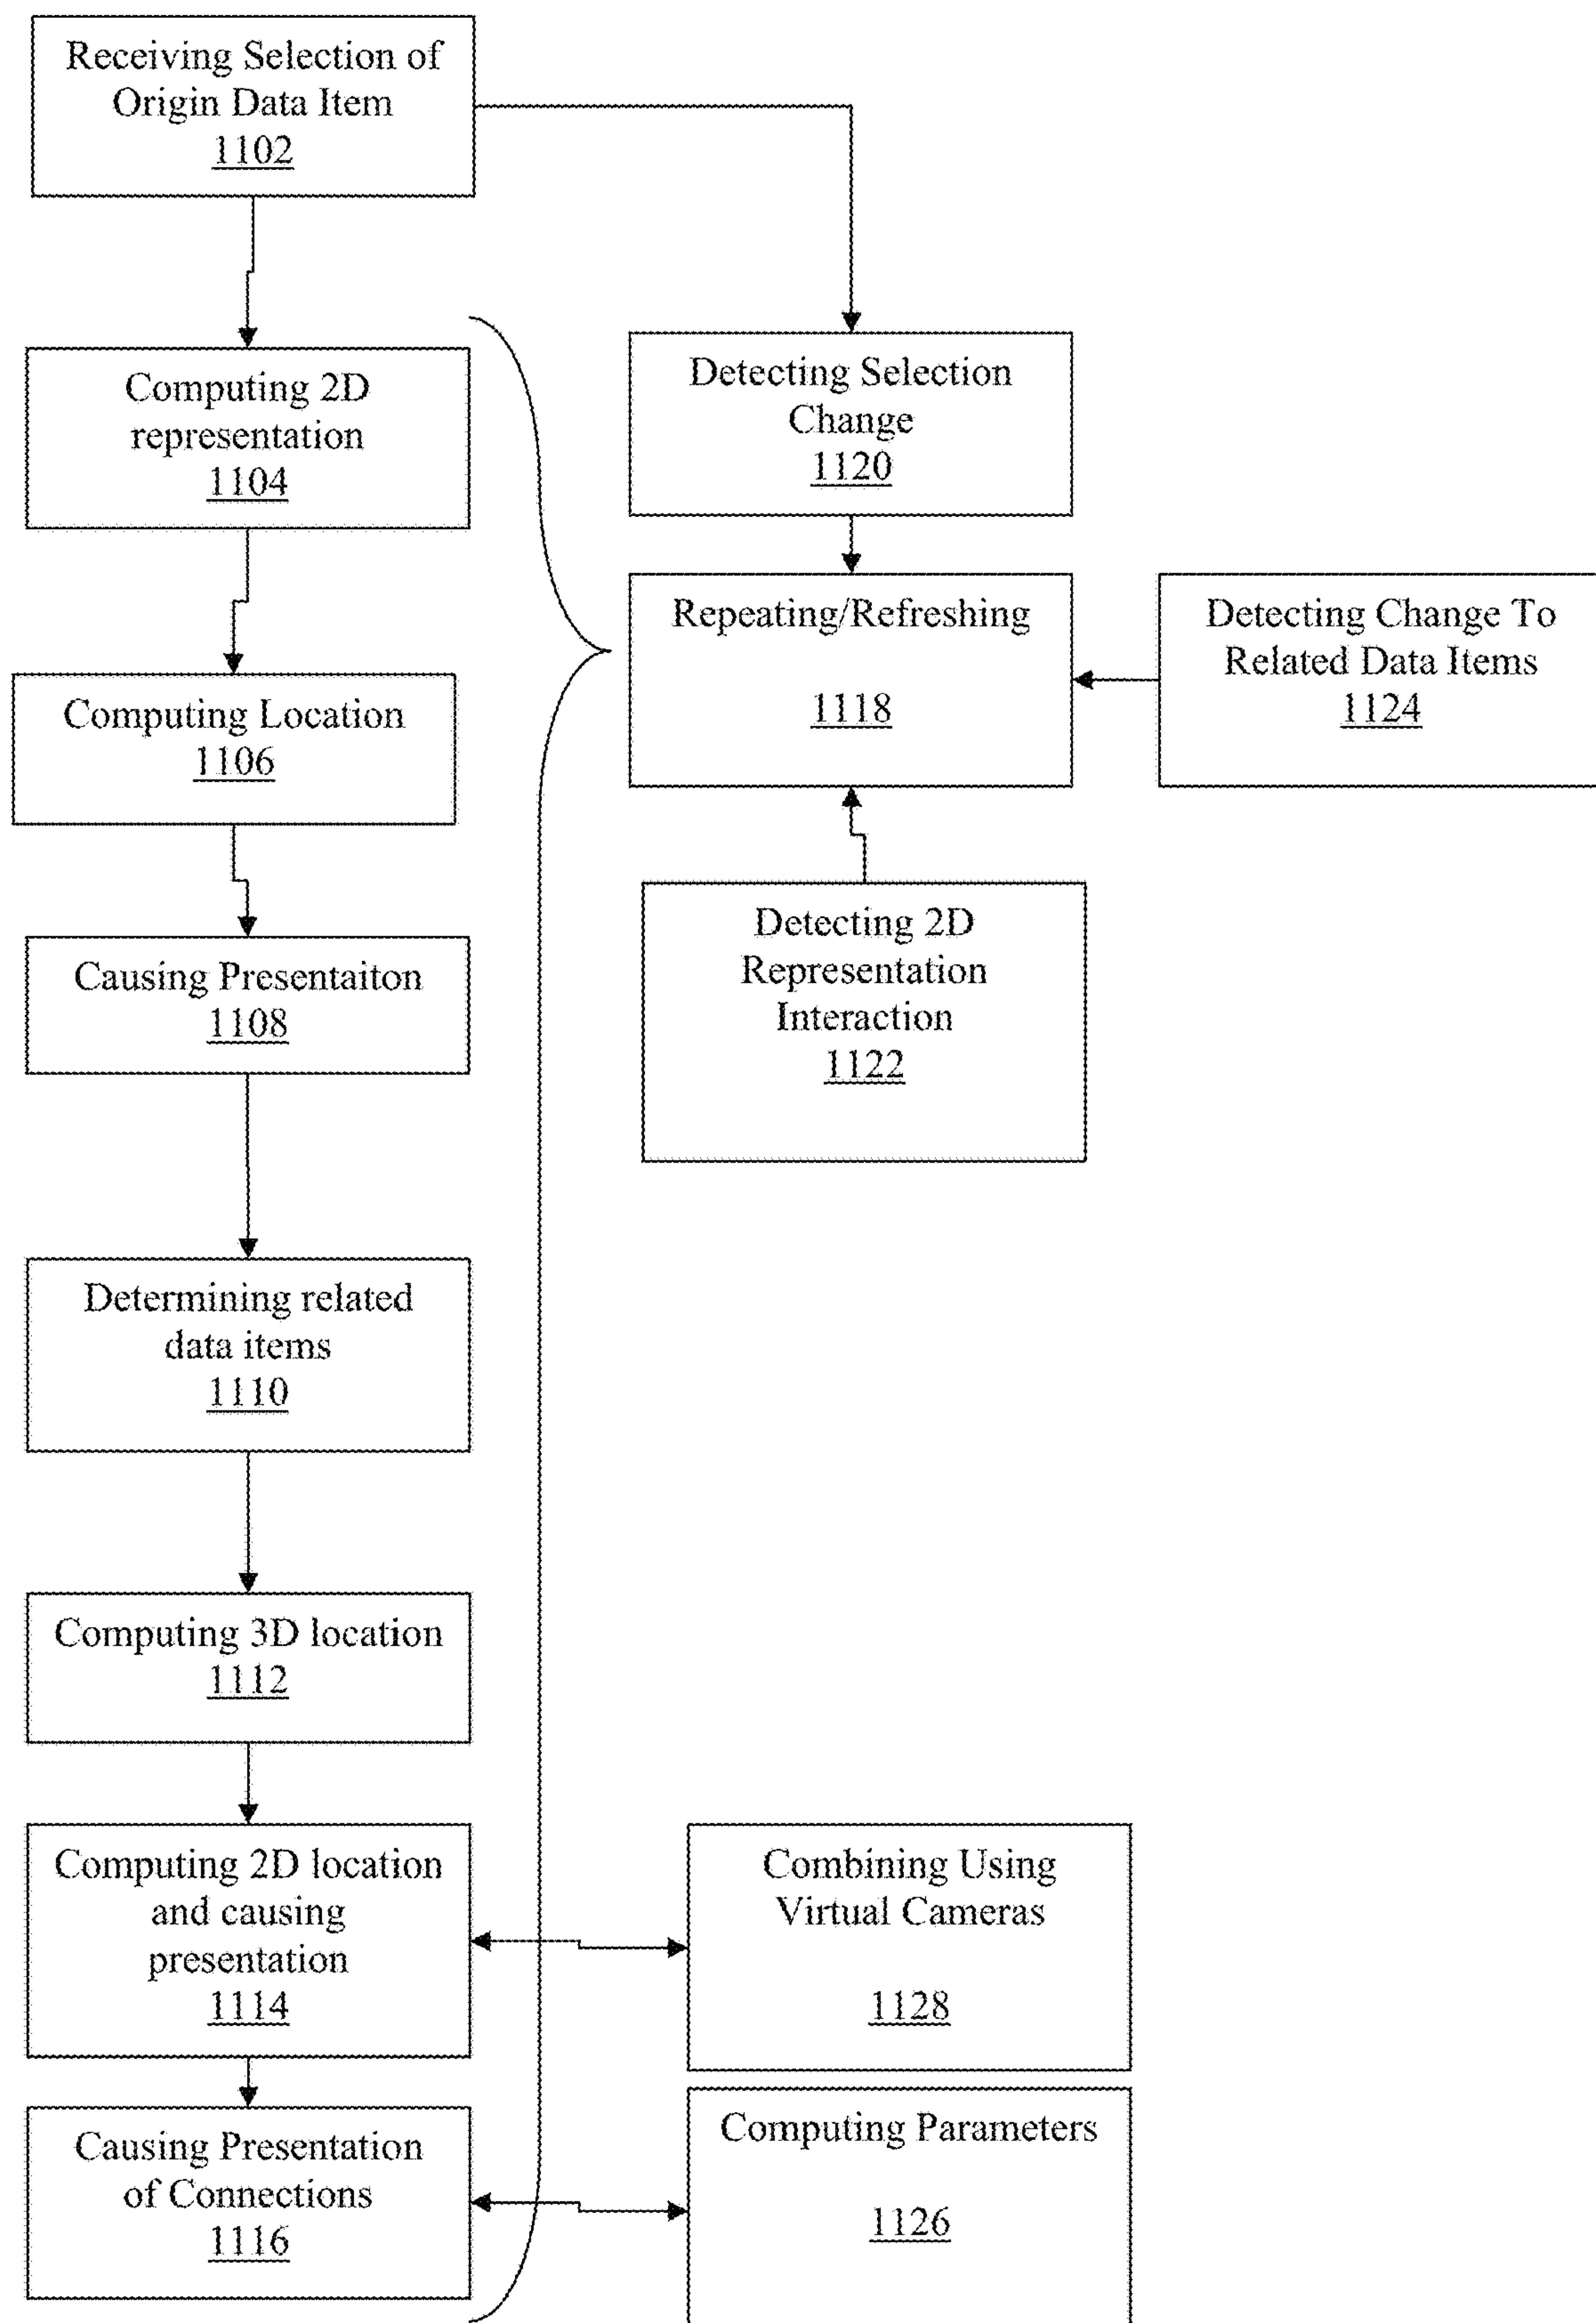 Receiving Selection of
Origin Data Item
1102
Computing 2D
representation
1104
Computing Location
1106
Causing Presentaiton
1108
Determining related
data items
1110
Computing 3D location
1112
Computing 2D location
and causing
presentation
1114
Causing Presentation
of Connections
1116
Detecting Selection
Change
1120
Repeating/Refreshing
1118
Detecting Change To
Related Data Items
1124
Detecting 2D
Representation
Interaction
1122
Combining Using
Virtual Cameras
1128
Computing Parameters
1126